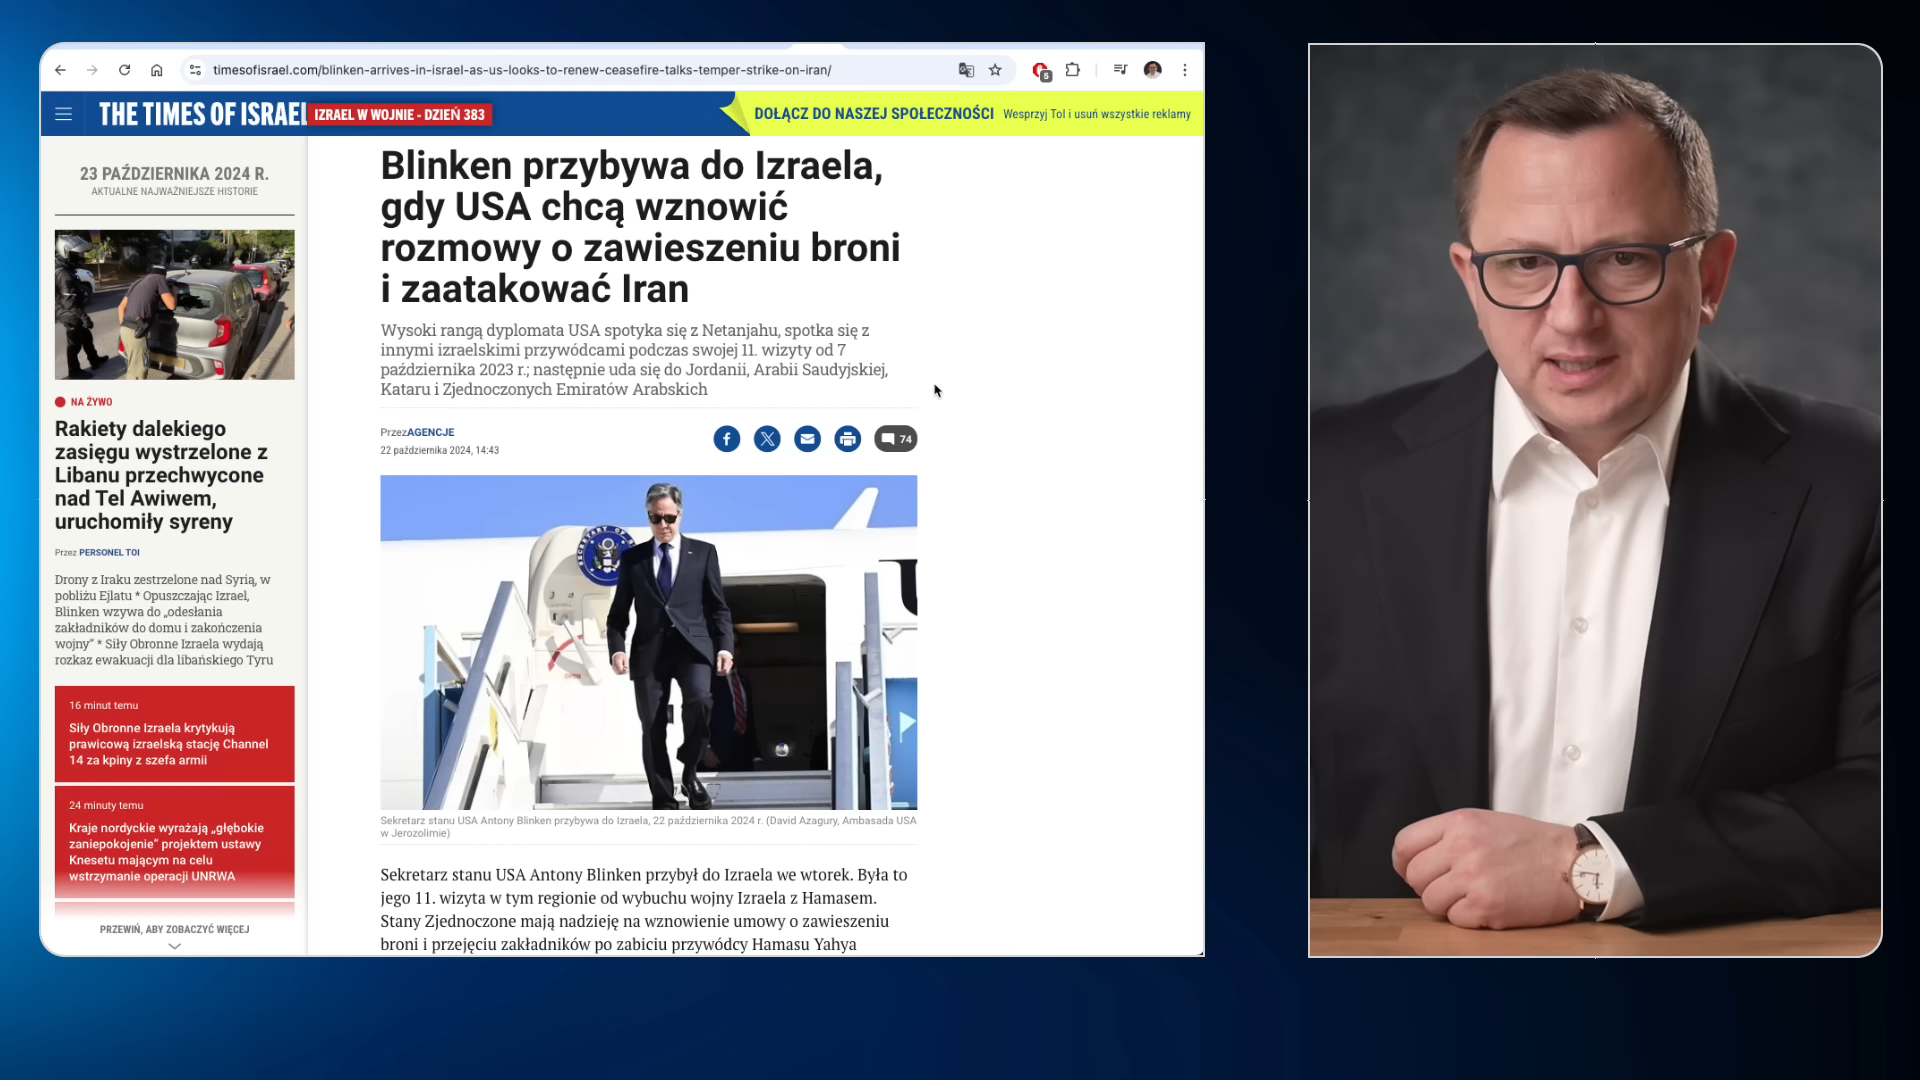 timesofisrael.com/blinken-arrives-in-israel-as-us-looks-to-renew-ceasefire-talks-temper-strike-on-iran/
5
THE TIMES OF ISRAEL
IZRAEL W WOJNIE - DZIEŃ 383
DOŁĄCZ DO NASZEJ SPOŁECZNOŚCI Wesprzyj ToI i usuń wszystkie reklamy
23 PAŹDZIERNIKA 2024 R.
AKTUALNE NAJWAŻNIEJSZE HISTORIE
NA ŻYWO
Rakiety dalekiego
zasięgu wystrzelone z
Libanu przechwycone
nad Tel Awiwem,
uruchomiły syreny
Przez PERSONEL TOI
Drony z Iraku zestrzelone nad Syrią, w
pobliżu Ejlatu * Opuszczając Izrael,
Blinken wzywa do „odesłania
zakładników do domu i zakończenia
wojny” * Siły Obronne Izraela wydają
rozkaz ewakuacji dla libańskiego Tyru
16 minut temu
Siły Obronne Izraela krytykują
prawicową izraelską stację Channel
14 za kpiny z szefa armii
24 minuty temu
Kraje nordyckie wyrażają „głębokie
zaniepokojenie” projektem ustawy
Knesetu mającym na celu
wstrzymanie operacji UNRWA
PRZEWIŃ, ABY ZOBACZYĆ WIĘCEJ
Blinken przybywa do Izraela,
gdy USA chcą wznowić
rozmowy o zawieszeniu broni
i zaatakować Iran
Wysoki rangą dyplomata USA spotyka się z Netanjahu, spotka się z
innymi izraelskimi przywódcami podczas swojej 11. wizyty od 7
października 2023 r.; następnie uda się do Jordanii, Arabii Saudyjskiej,
Kataru i Zjednoczonych Emiratów Arabskich
PrzezAGENCJE
22 października 2024, 14:43
74
Sekretarz stanu USA Antony Blinken przybywa do Izraela, 22 października 2024 r. (David Azagury, Ambasada USA
w Jerozolimie)
Sekretarz stanu USA Antony Blinken przybył do Izraela we wtorek. Była to
jego 11. wizyta w tym regionie od wybuchu wojny Izraela z Hamasem.
Stany Zjednoczone mają nadzieję na wznowienie umowy o zawieszeniu
broni i przejęciu zakładników po zabiciu przywódcy Hamasu Yahya